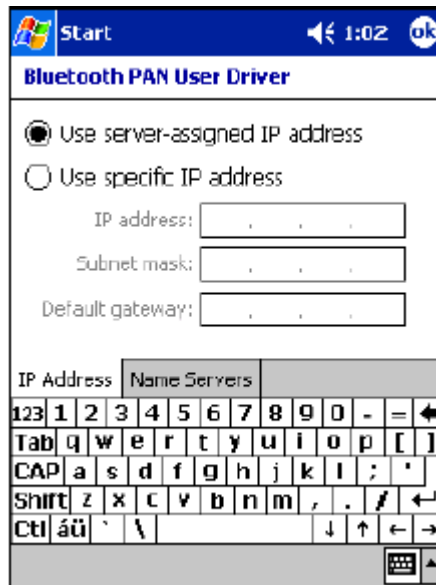 Start 1:02 ok
Bluetooth PAN User Driver
Use server-assigned IP address
Use specific IP address
IP address: . . .
Subnet mask: . . .
Default gateway: . . .
IP Address Name Servers
123 1 2 3 4 5 6 7 8 9 0 - = 
Tab q w e r t y u i o p [ ]
CAP a s d f g h j k l ; '
Shift z x c v b n m , . / ↵
Ctl áü ` \ ↓ ↑ ← →